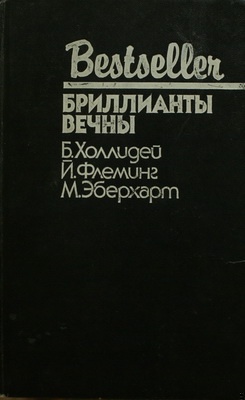 Bestseller
БРИЛЛИАНТЫ
ВЕЧНЫ
Б.Холлидей
Й.Флеминг
М.Эберхарт